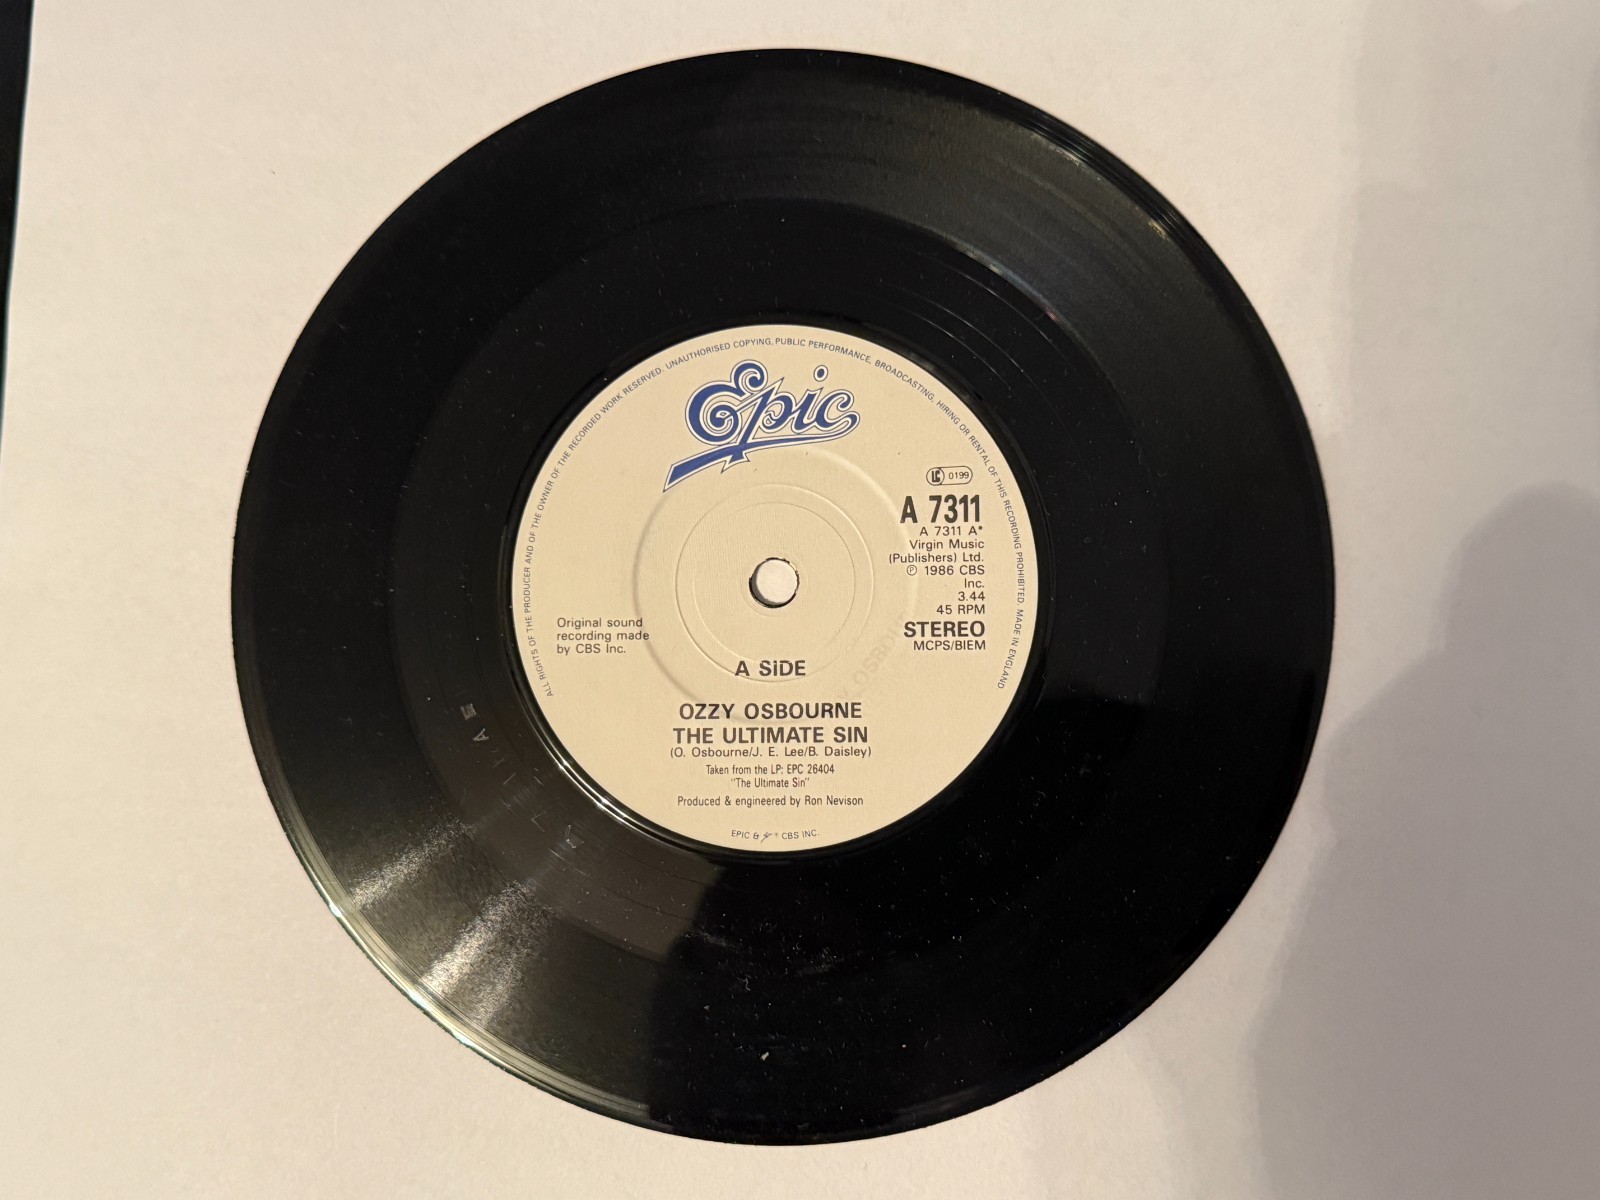 ALL RIGHTS OF THE PRODUCER AND OF THE OWNER OF THE RECORDED WORK RESERVED. UNAUTHORISED COPYING, PUBLIC PERFORMANCE, BROADCASTING, HIRING OR RENTAL OF THIS RECORDING PROHIBITED. MADE IN ENGLAND
Epic
LC 0199
A 7311
A 7311 A*
Virgin Music
(Publishers) Ltd.
℗ 1986 CBS
Inc.
3.44
45 RPM
STEREO
MCPS/BIEM
Original sound
recording made
by CBS Inc.
A SiDE
OZZY OSBOURNE
THE ULTIMATE SIN
(O. Osbourne/J. E. Lee/B. Daisley)
Taken from the LP: EPC 26404
"The Ultimate Sin"
Produced & engineered by Ron Nevison
EPIC & * CBS INC.